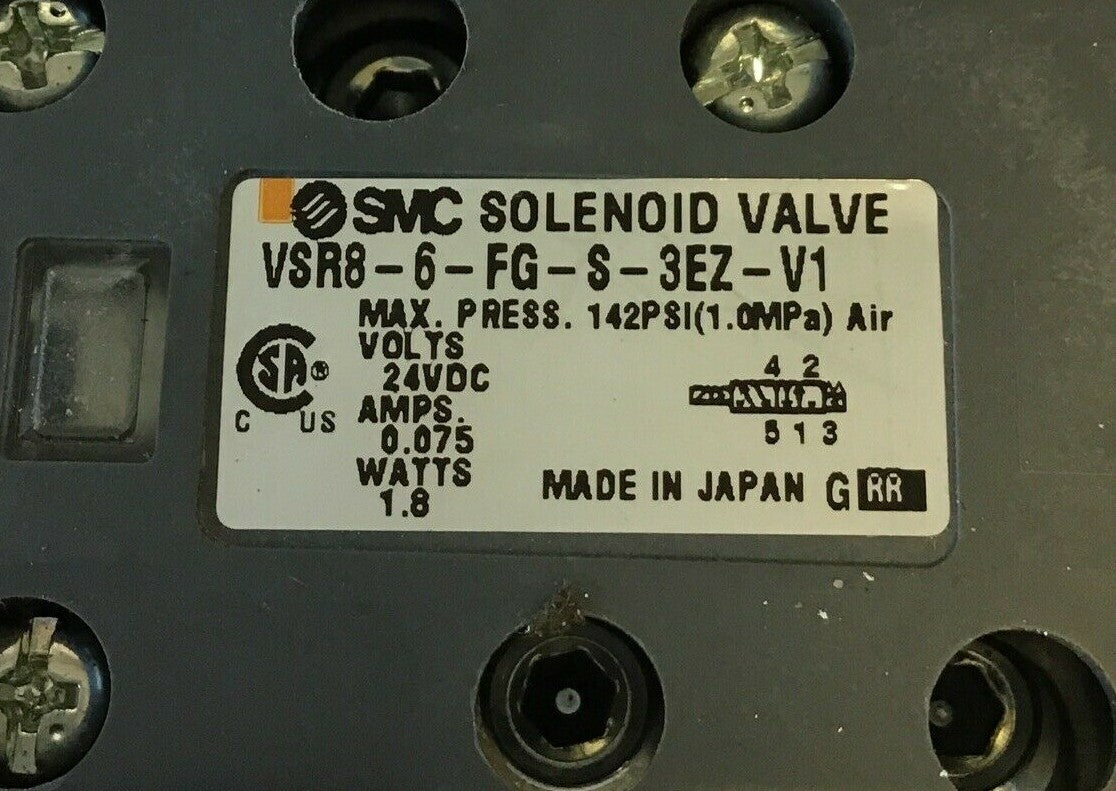 SMC SOLENOID VALVE
VSR8-6-FG-S-3EZ-V1
MAX. PRESS. 142PSI(1.0MPa) Air
VOLTS
24VDC
AMPS.
0.075
WATTS
1.8
CSA®
C US
4 2
5 1 3
MADE IN JAPAN G RR